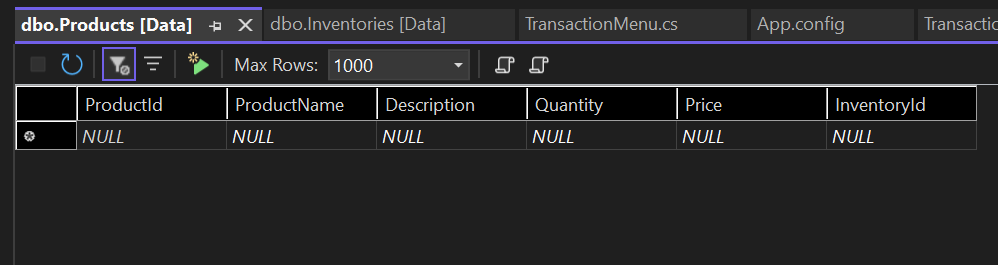 dbo.Products [Data] dbo.Inventories [Data] TransactionMenu.cs App.config Transactio
Max Rows: 1000
ProductId ProductName Description Quantity Price InventoryId
NULL NULL NULL NULL NULL NULL